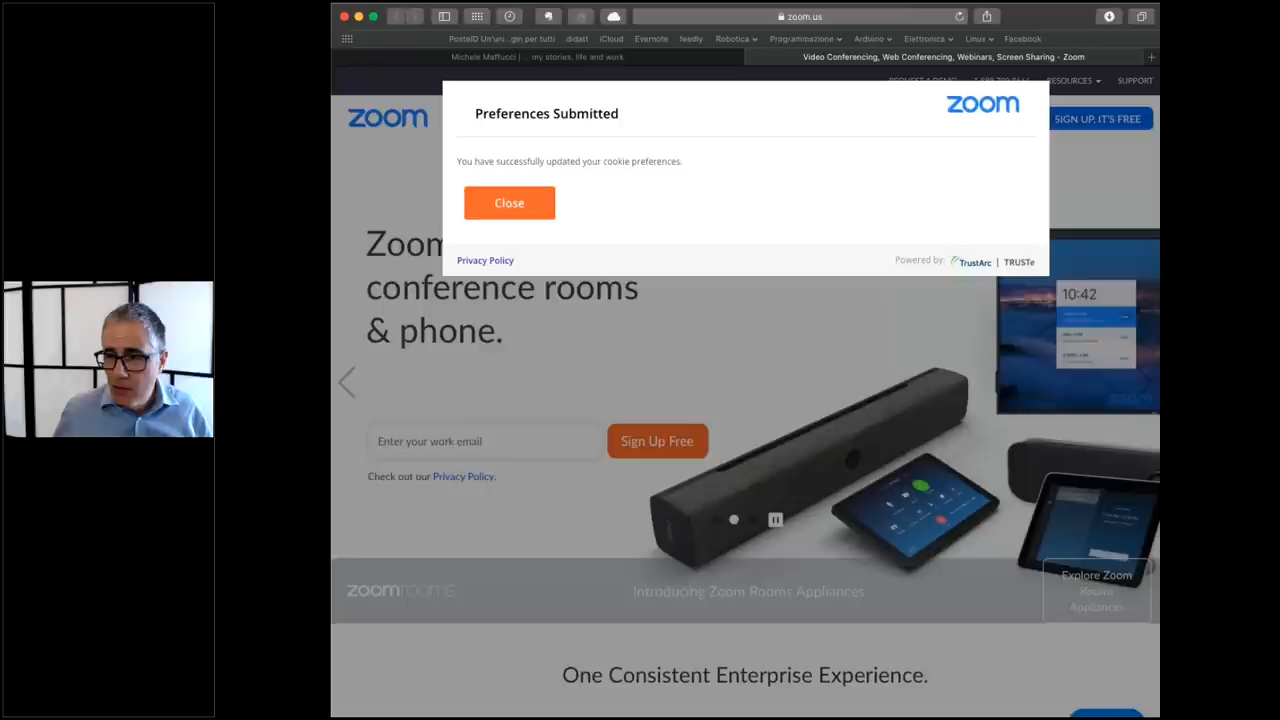 zoom.us
PosteID Un'uni...gin per tutti didatt iCloud Evernote feedly Robotica Programmazione Arduino Elettronica Linux Facebook
Michele Maffucci | ... my stories, life and work
Video Conferencing, Web Conferencing, Webinars, Screen Sharing - Zoom
REQUEST A DEMO RESOURCES SUPPORT
zoom
SIGN UP, IT'S FREE
Preferences Submitted
zoom
You have successfully updated your cookie preferences.
Close
Privacy Policy
Powered by: TrustArc | TRUSTe
Zoom
conference rooms
& phone.
10:42
Enter your work email
Sign Up Free
Check out our Privacy Policy.
zoomrooms
Introducing Zoom Rooms Appliances
Explore Zoom
Rooms
Appliances
One Consistent Enterprise Experience.